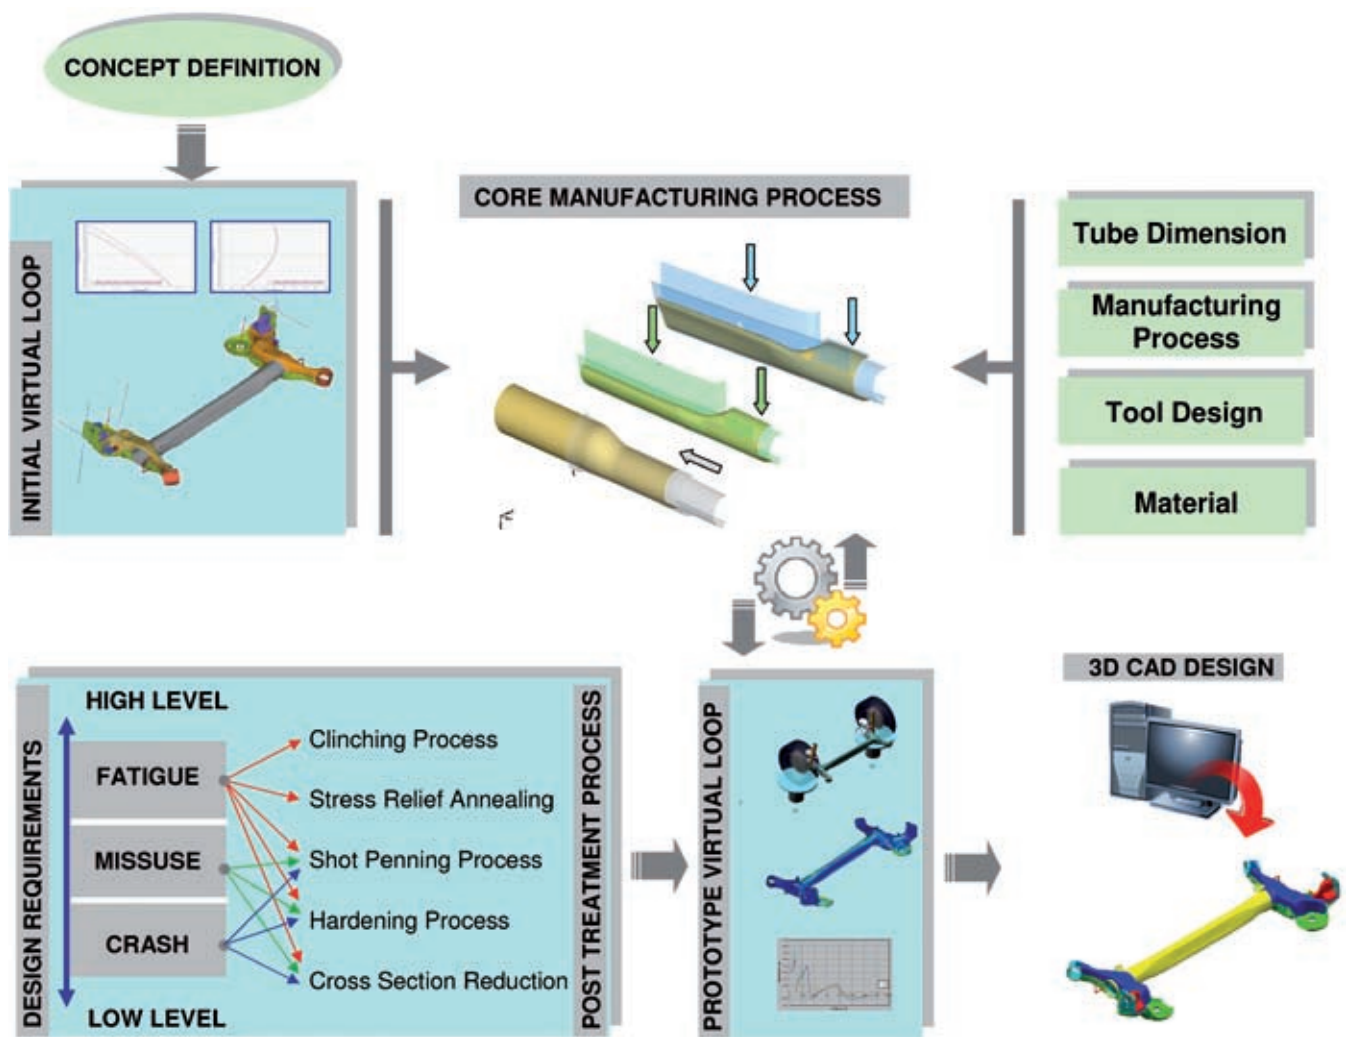 CONCEPT DEFINITION
INITIAL VIRTUAL LOOP
CORE MANUFACTURING PROCESS
Tube Dimension
Manufacturing
Process
Tool Design
Material
DESIGN REQUIREMENTS
HIGH LEVEL
FATIGUE
MISSUSE
CRASH
LOW LEVEL
Clinching Process
Stress Relief Annealing
Shot Penning Process
Hardening Process
Cross Section Reduction
POST TREATMENT PROCESS
PROTOTYPE VIRTUAL LOOP
3D CAD DESIGN